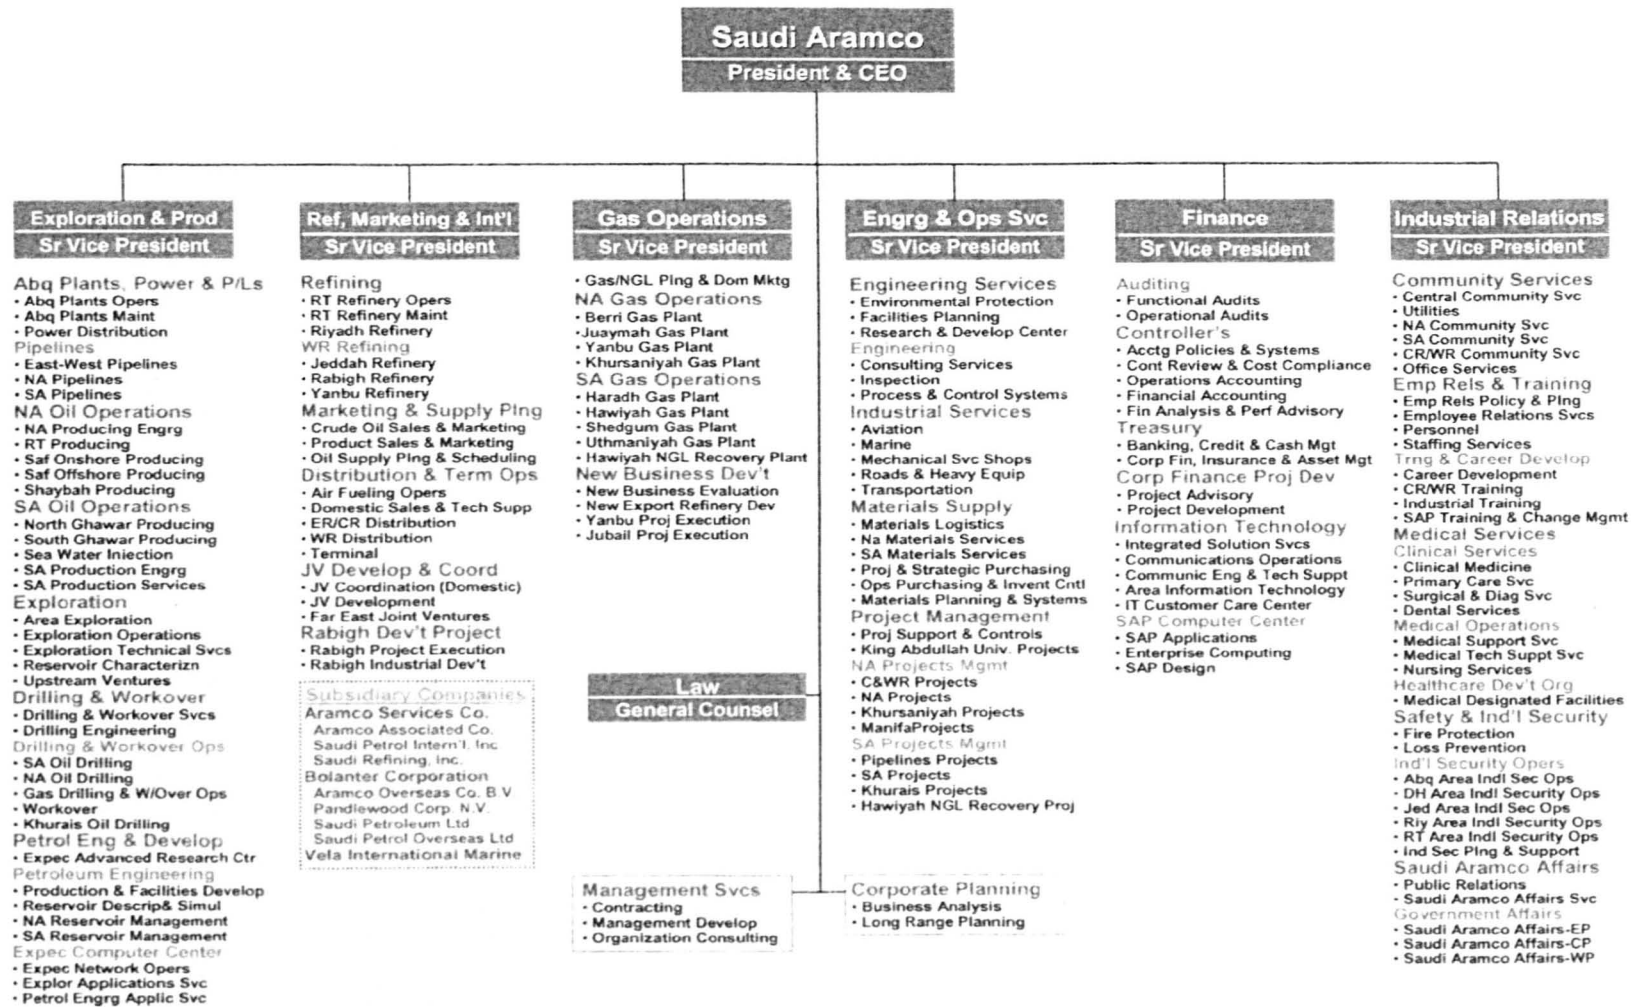 Saudi Aramco
President & CEO
Exploration & Prod
Sr Vice President
Abq Plants, Power & P/Ls
· Abq Plants Opers
· Abq Plants Maint
· Power Distribution
Pipelines
· East-West Pipelines
· NA Pipelines
· SA Pipelines
NA Oil Operations
· NA Producing Engrg
· RT Producing
· Saf Onshore Producing
· Saf Offshore Producing
· Shaybah Producing
SA Oil Operations
· North Ghawar Producing
· South Ghawar Producing
· Sea Water Injection
· SA Production Engrg
· SA Production Services
Exploration
· Area Exploration
· Exploration Operations
· Exploration Technical Svcs
· Reservoir Characterizn
· Upstream Ventures
Drilling & Workover
· Drilling & Workover Svcs
· Drilling Engineering
Drilling & Workover Ops
· SA Oil Drilling
· NA Oil Drilling
· Gas Drilling & W/Over Ops
· Workover
· Khurais Oil Drilling
Petrol Eng & Develop
· Expec Advanced Research Ctr
Petroleum Engineering
· Production & Facilities Develop
· Reservoir Descrip& Simul
· NA Reservoir Management
· SA Reservoir Management
Expec Computer Center
· Expec Network Opers
· Explor Applications Svc
· Petrol Engrg Applic Svc
Ref, Marketing & Int'l
Sr Vice President
Refining
· RT Refinery Opers
· RT Refinery Maint
· Riyadh Refinery
WR Refining
· Jeddah Refinery
· Rabigh Refinery
· Yanbu Refinery
Marketing & Supply Plng
· Crude Oil Sales & Marketing
· Product Sales & Marketing
· Oil Supply Plng & Scheduling
Distribution & Term Ops
· Air Fueling Opers
· Domestic Sales & Tech Supp
· ER/CR Distribution
· WR Distribution
· Terminal
JV Develop & Coord
· JV Coordination (Domestic)
· JV Development
· Far East Joint Ventures
Rabigh Dev't Project
· Rabigh Project Execution
· Rabigh Industrial Dev't
Subsidiary Companies
Aramco Services Co.
Aramco Associated Co.
Saudi Petrol Intern'l. Inc
Saudi Refining, Inc.
Bolanter Corporation
Aramco Overseas Co. B.V.
Pandlewood Corp. N.V.
Saudi Petroleum Ltd
Saudi Petrol Overseas Ltd
Vela International Marine
Gas Operations
Sr Vice President
· Gas/NGL Plng & Dom Mktg
NA Gas Operations
· Berri Gas Plant
· Juaymah Gas Plant
· Yanbu Gas Plant
· Khursaniyah Gas Plant
SA Gas Operations
· Haradh Gas Plant
· Hawiyah Gas Plant
· Shedgum Gas Plant
· Uthmaniyah Gas Plant
· Hawiyah NGL Recovery Plant
New Business Dev't
· New Business Evaluation
· New Export Refinery Dev
· Yanbu Proj Execution
· Jubail Proj Execution
Law
General Counsel
Management Svcs
· Contracting
· Management Develop
· Organization Consulting
Engrg & Ops Svc
Sr Vice President
Engineering Services
· Environmental Protection
· Facilities Planning
· Research & Develop Center
Engineering
· Consulting Services
· Inspection
· Process & Control Systems
Industrial Services
· Aviation
· Marine
· Mechanical Svc Shops
· Roads & Heavy Equip
· Transportation
Materials Supply
· Materials Logistics
· Na Materials Services
· SA Materials Services
· Proj & Strategic Purchasing
· Ops Purchasing & Invent Cntl
· Materials Planning & Systems
Project Management
· Proj Support & Controls
· King Abdullah Univ. Projects
NA Projects Mgmt
· C&WR Projects
· NA Projects
· Khursaniyah Projects
· ManifaProjects
SA Projects Mgmt
· Pipelines Projects
· SA Projects
· Khurais Projects
· Hawiyah NGL Recovery Proj
Corporate Planning
· Business Analysis
· Long Range Planning
Finance
Sr Vice President
Auditing
· Functional Audits
· Operational Audits
Controller's
· Acctg Policies & Systems
· Cont Review & Cost Compliance
· Operations Accounting
· Financial Accounting
· Fin Analysis & Perf Advisory
Treasury
· Banking, Credit & Cash Mgt
· Corp Fin, Insurance & Asset Mgt
Corp Finance Proj Dev
· Project Advisory
· Project Development
Information Technology
· Integrated Solution Svcs
· Communications Operations
· Communic Eng & Tech Suppt
· Area Information Technology
· IT Customer Care Center
SAP Computer Center
· SAP Applications
· Enterprise Computing
· SAP Design
Industrial Relations
Sr Vice President
Community Services
· Central Community Svc
· Utilities
· NA Community Svc
· SA Community Svc
· CR/WR Community Svc
· Office Services
Emp Rels & Training
· Emp Rels Policy & Plng
· Employee Relations Svcs
· Personnel
· Staffing Services
Trng & Career Develop
· Career Development
· CR/WR Training
· Industrial Training
· SAP Training & Change Mgmt
Medical Services
Clinical Services
· Clinical Medicine
· Primary Care Svc
· Surgical & Diag Svc
· Dental Services
Medical Operations
· Medical Support Svc
· Medical Tech Suppt Svc
· Nursing Services
Healthcare Dev't Org
· Medical Designated Facilities
Safety & Ind'l Security
· Fire Protection
· Loss Prevention
Ind'l Security Opers
· Abq Area Indl Sec Ops
· DH Area Indl Security Ops
· Jed Area Indl Sec Ops
· Riy Area Indl Security Ops
· RT Area Indl Security Ops
· Ind Sec Plng & Support
Saudi Aramco Affairs
· Public Relations
· Saudi Aramco Affairs Svc
Government Affairs
· Saudi Aramco Affairs-EP
· Saudi Aramco Affairs-CP
· Saudi Aramco Affairs-WP